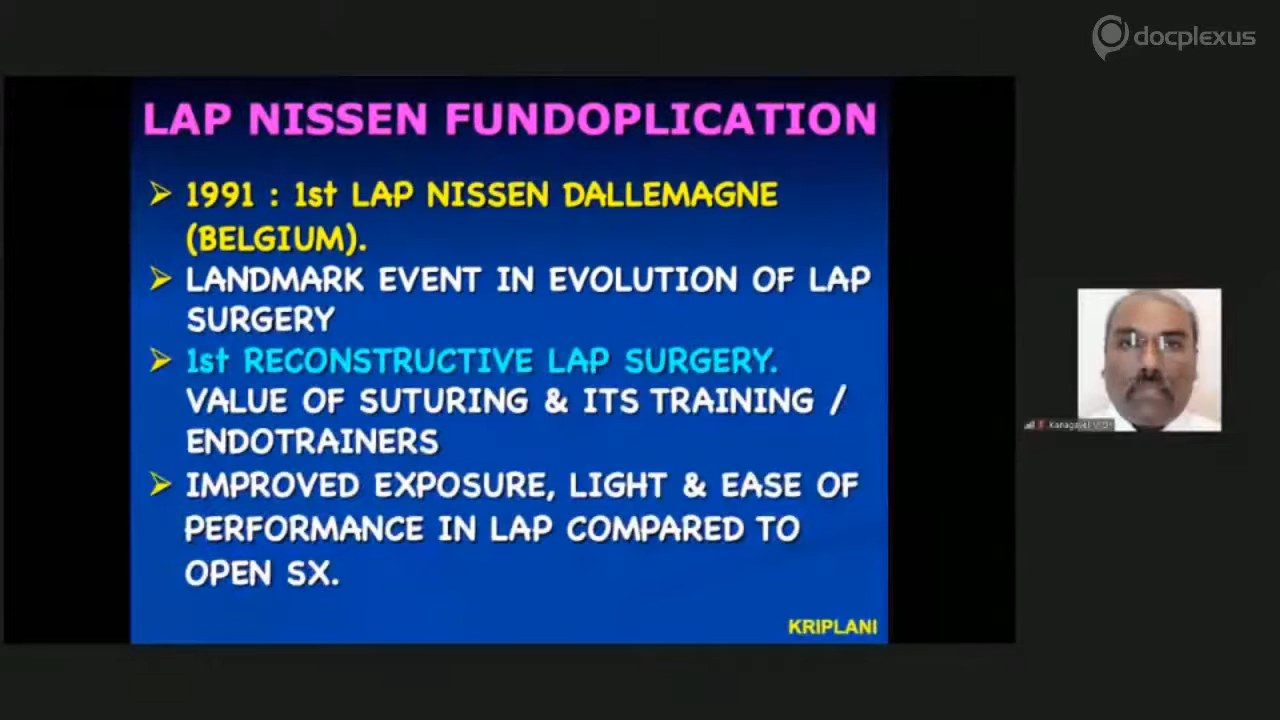 docplexus
LAP NISSEN FUNDOPLICATION
➢ 1991 : 1st LAP NISSEN DALLEMAGNE
(BELGIUM).
➢ LANDMARK EVENT IN EVOLUTION OF LAP
SURGERY
➢ 1st RECONSTRUCTIVE LAP SURGERY.
VALUE OF SUTURING & ITS TRAINING /
ENDOTRAINERS
➢ IMPROVED EXPOSURE, LIGHT & EASE OF
PERFORMANCE IN LAP COMPARED TO
OPEN SX.
KRIPLANI